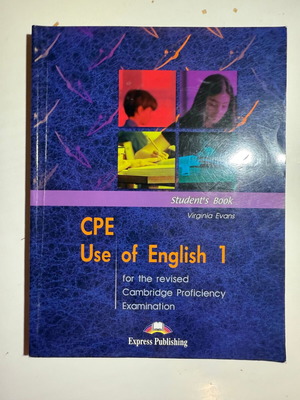 Student's Book
Virginia Evans
CPE
Use of English 1
for the revised
Cambridge Proficiency
Examination
Express Publishing